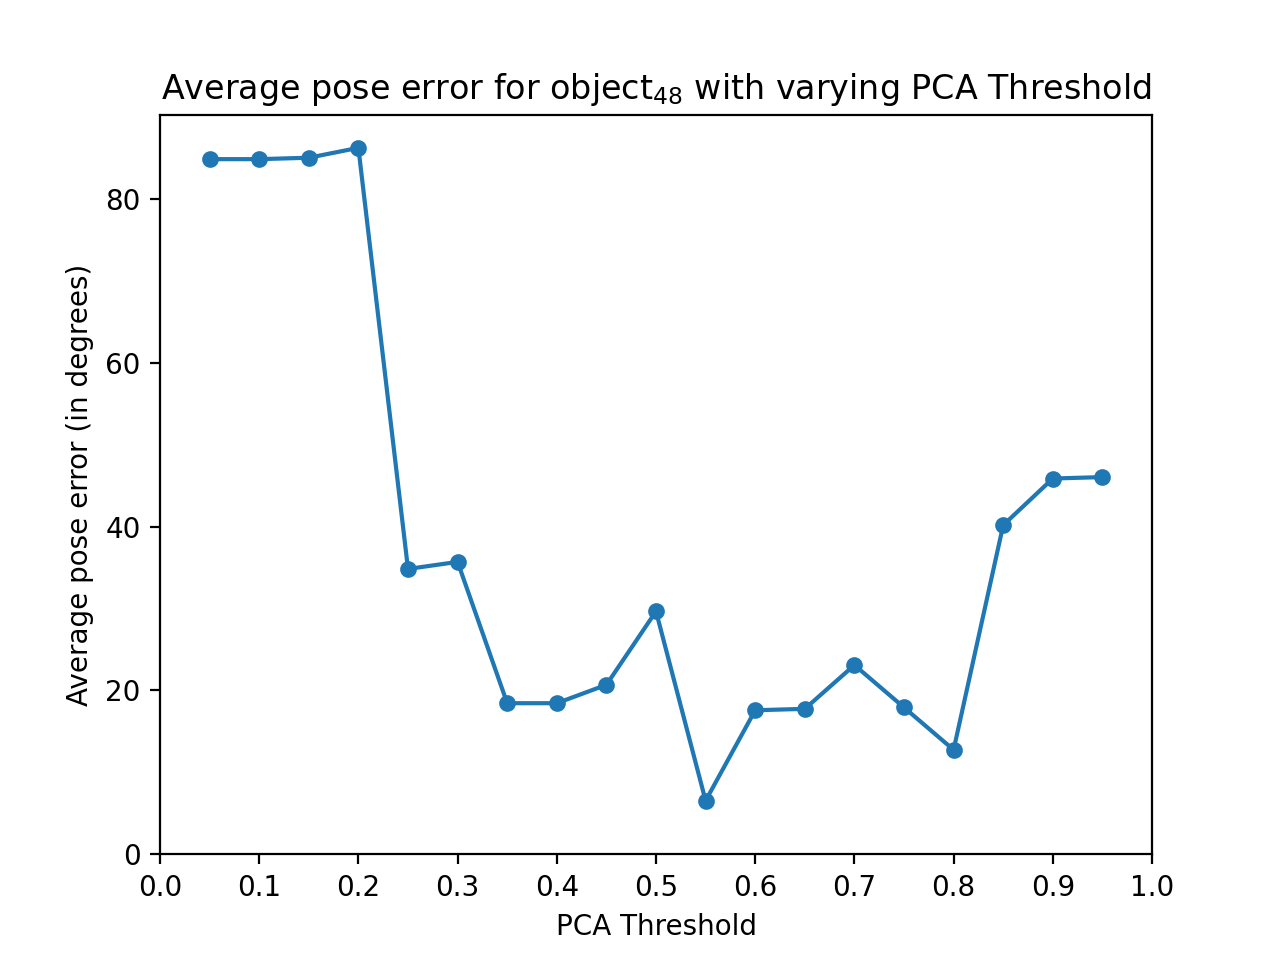 Average pose error for object₄₈ with varying PCA Threshold
Average pose error (in degrees)
80
60
40
20
0
0.0 0.1 0.2 0.3 0.4 0.5 0.6 0.7 0.8 0.9 1.0
PCA Threshold